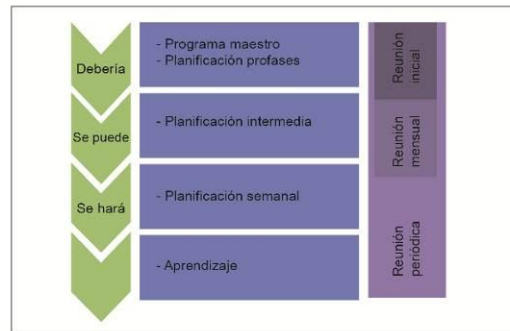 Debería
- Programa maestro
- Planificación profases
Reunión
inicial
Se puede
- Planificación intermedia
Reunión
mensual
Se hará
- Planificación semanal
- Aprendizaje
Reunión
periódica